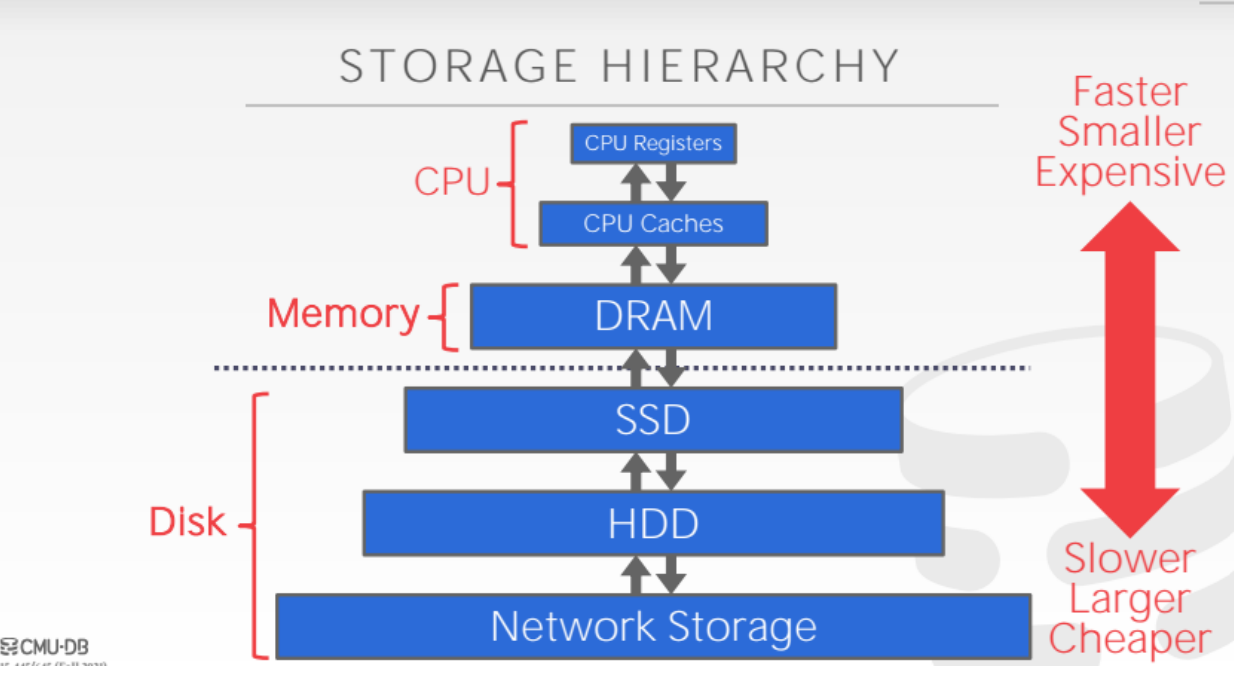 STORAGE HIERARCHY
Faster
Smaller
Expensive
CPU Registers
CPU
CPU Caches
Memory
DRAM
SSD
Disk
HDD
Slower
Larger
Cheaper
Network Storage
CMU·DB